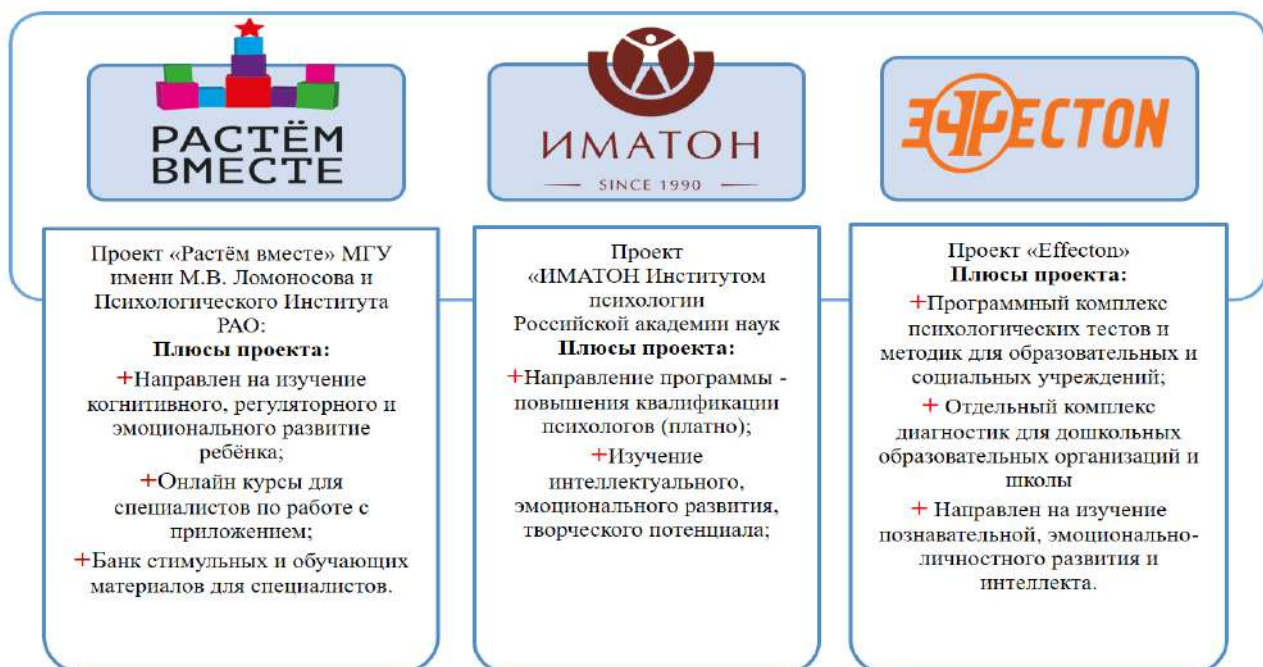 РАСТЁМ
ВМЕСТЕ
ИМАТОН
SINCE 1990
ЭФФECTON
Проект «Растём вместе» МГУ
имени М.В. Ломоносова и
Психологического Института
РАО:
Плюсы проекта:
+Направлен на изучение
когнитивного, регуляторного и
эмоционального развитие
ребёнка;
+Онлайн курсы для
специалистов по работе с
приложением;
+Банк стимульных и обучающих
материалов для специалистов.
Проект
«ИМАТОН Институтом
психологии
Российской академии наук
Плюсы проекта:
+Направление программы -
повышения квалификации
психологов (платно);
+Изучение
интеллектуального,
эмоционального развития,
творческого потенциала;
Проект «Effecton»
Плюсы проекта:
+Программный комплекс
психологических тестов и
методик для образовательных и
социальных учреждений;
+ Отдельный комплекс
диагностик для дошкольных
образовательных организаций и
школы
+ Направлен на изучение
познавательной, эмоционально-
личностного развития и
интеллекта.